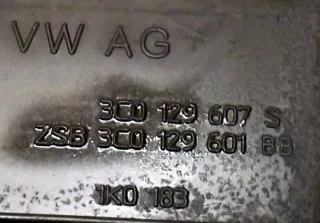 VW AG
3C0 129 607 S
ZSB 3C0 129 601 BB
1K0 183